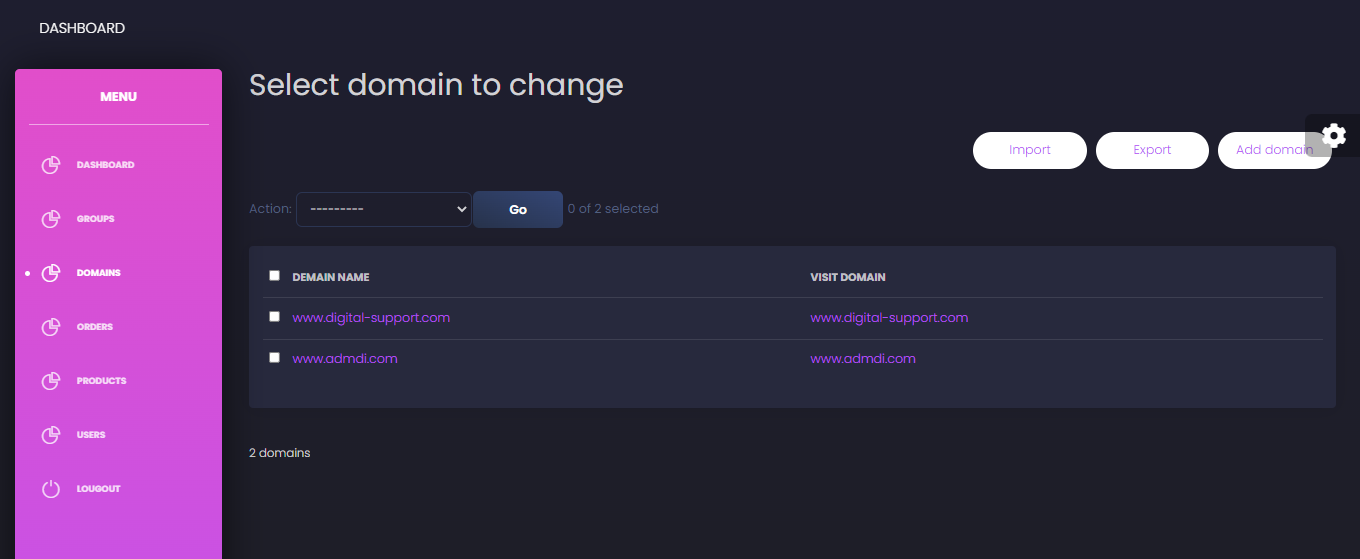 DASHBOARD
MENU
DASHBOARD
GROUPS
DOMAINS
ORDERS
PRODUCTS
USERS
LOUGOUT
Select domain to change
Import Export Add domain
Action: --------- Go 0 of 2 selected
DEMAIN NAME VISIT DOMAIN
www.digital-support.com www.digital-support.com
www.admdi.com www.admdi.com
2 domains